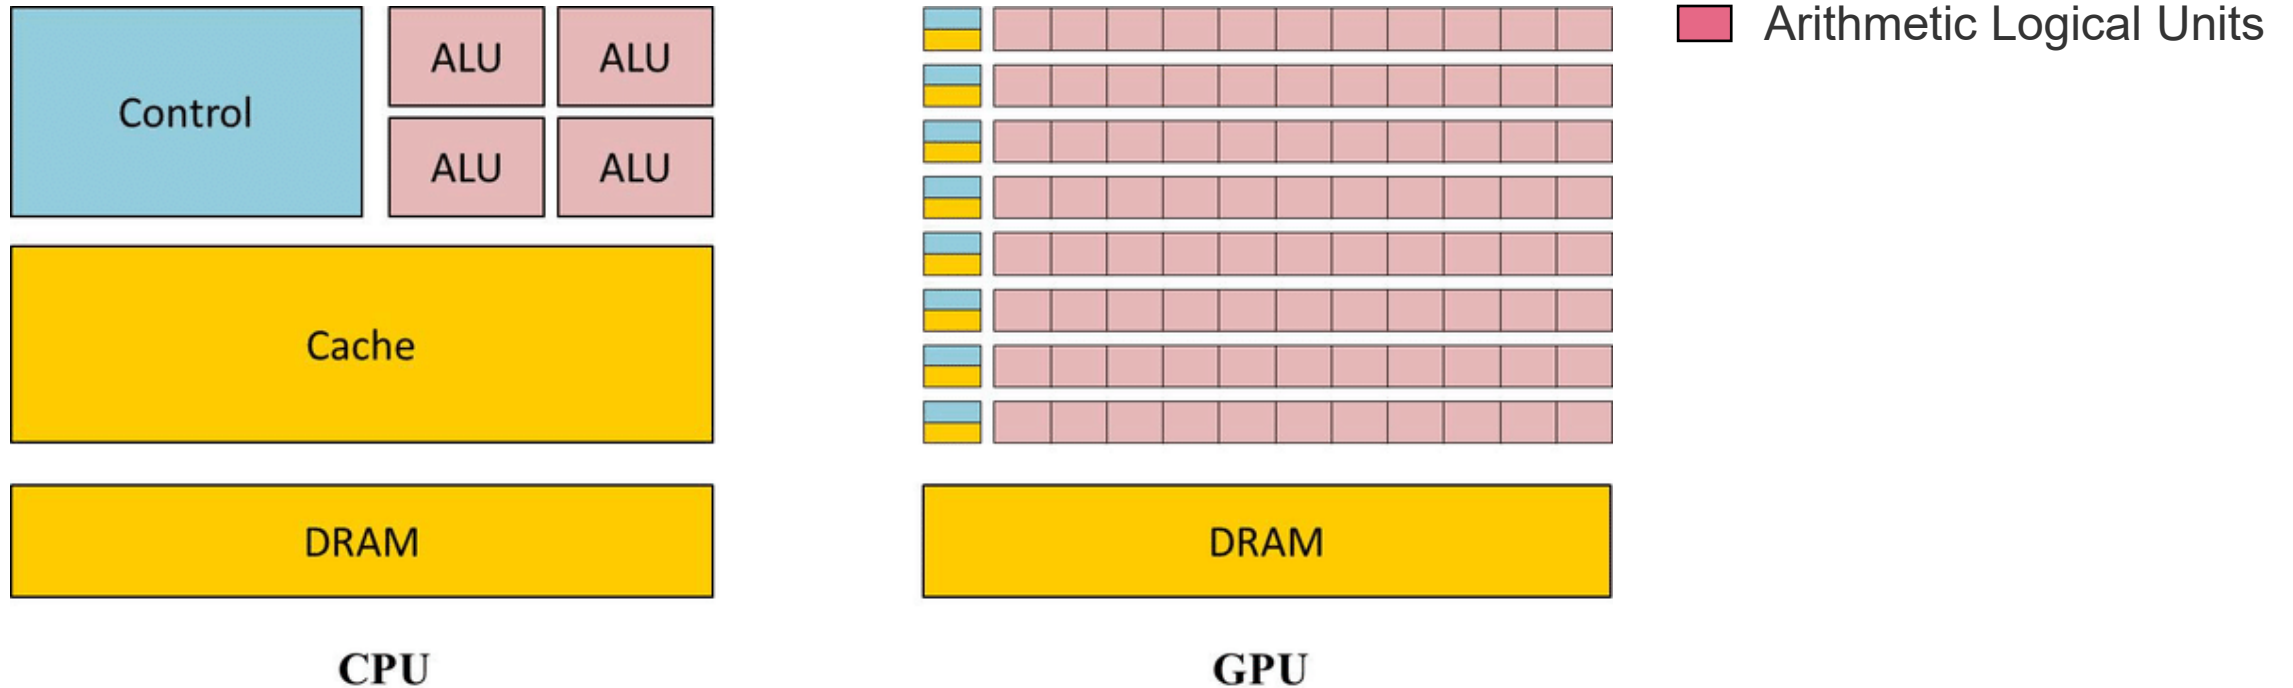 Control
ALU
ALU
ALU
ALU
Cache
DRAM
CPU
DRAM
GPU
Arithmetic Logical Units